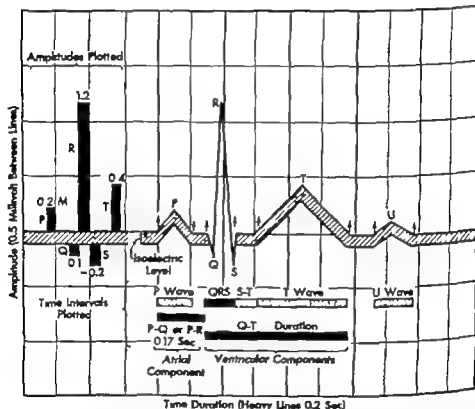 Amplitudes Plotted
1.2
R
0.4
0.2 M
P
T
Q
0.1
S
-0.2
Isoelectric
Level
Time Intervals
Plotted
P
R
Q
S
T
U
P Wave
QRS
S-T
T Wave
U Wave
P-Q or P-R
0.17 Sec
Q-T Duration
Atrial
Component
Ventricular Components
Amplitude (0.5 Millivolt Between Lines)
Time Duration (Heavy Lines 0.2 Sec)